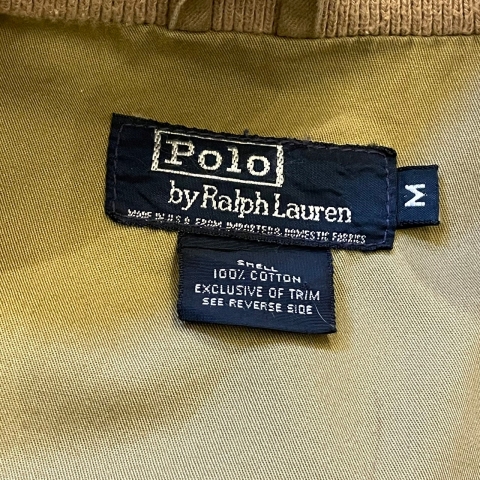 Polo
by Ralph Lauren
MADE IN U.S.A. FROM IMPORTED & DOMESTIC FABRICS
M
SHELL
100% COTTON
EXCLUSIVE OF TRIM
SEE REVERSE SIDE